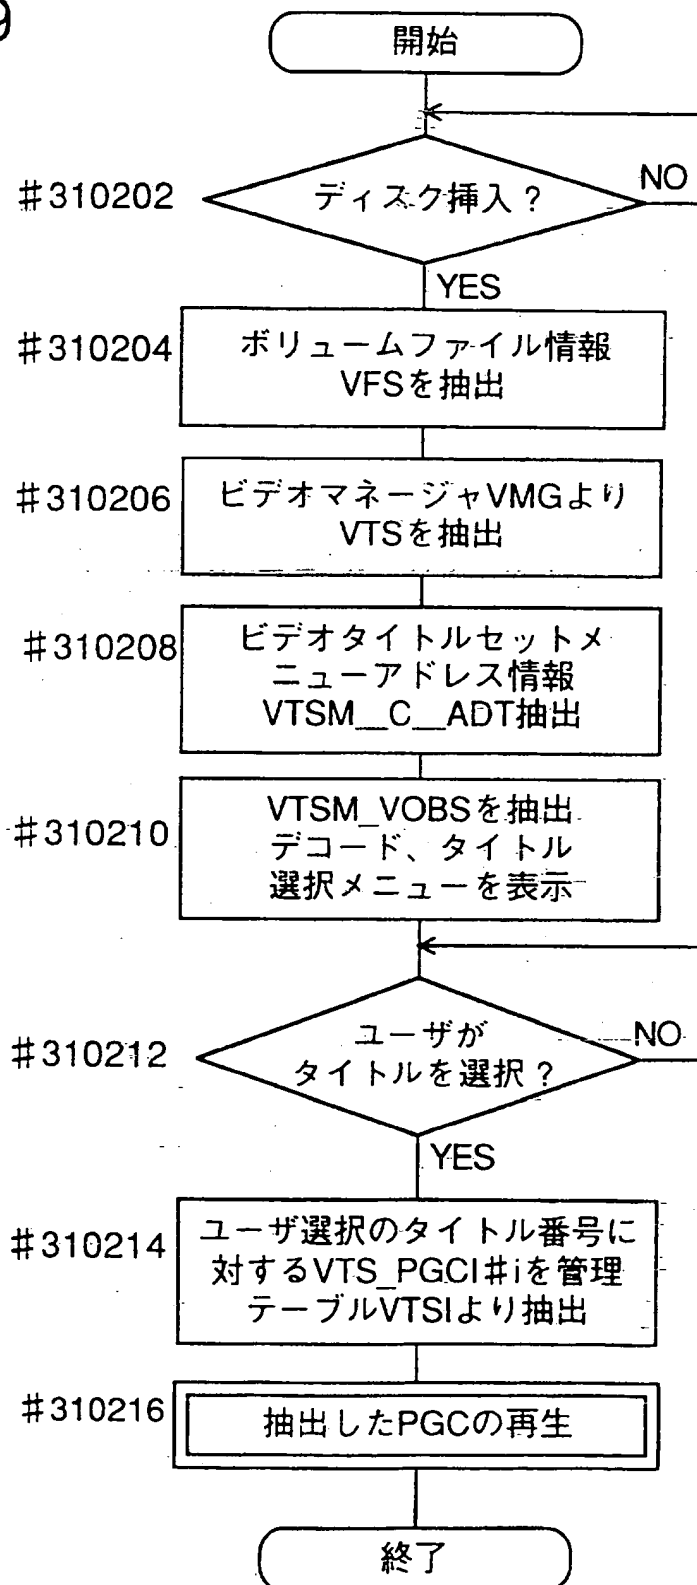 9
開始
#310202
ディスク挿入?
NO
YES
#310204
ボリュームファイル情報
VFSを抽出
#310206
ビデオマネージャVMGより
VTSを抽出
#310208
ビデオタイトルセットメ
ニューアドレス情報
VTSM__C__ADT抽出
#310210
VTSM_VOBSを抽出
デコード、タイトル
選択メニューを表示
#310212
ユーザが
タイトルを選択?
NO
YES
#310214
ユーザ選択のタイトル番号に
対するVTS_PGCI#iを管理
テーブルVTSIより抽出
#310216
抽出したPGCの再生
終了